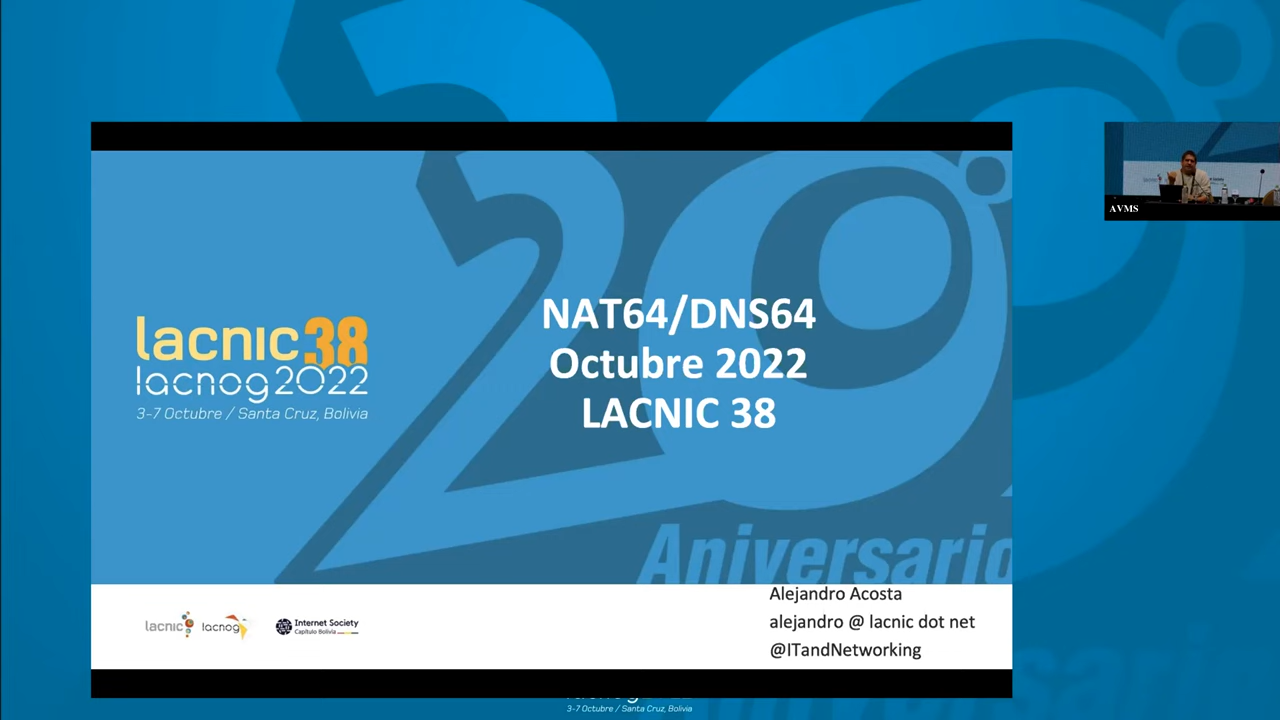 20º
lacnic38
lacnog2022
3-7 Octubre / Santa Cruz, Bolivia
NAT64/DNS64
Octubre 2022
LACNIC 38
Aniversario
Alejandro Acosta
alejandro @ lacnic dot net
@ITandNetworking
lacnic
lacnog
Internet Society
Capítulo Bolivia
AVMS
3-7 Octubre / Santa Cruz, Bolivia